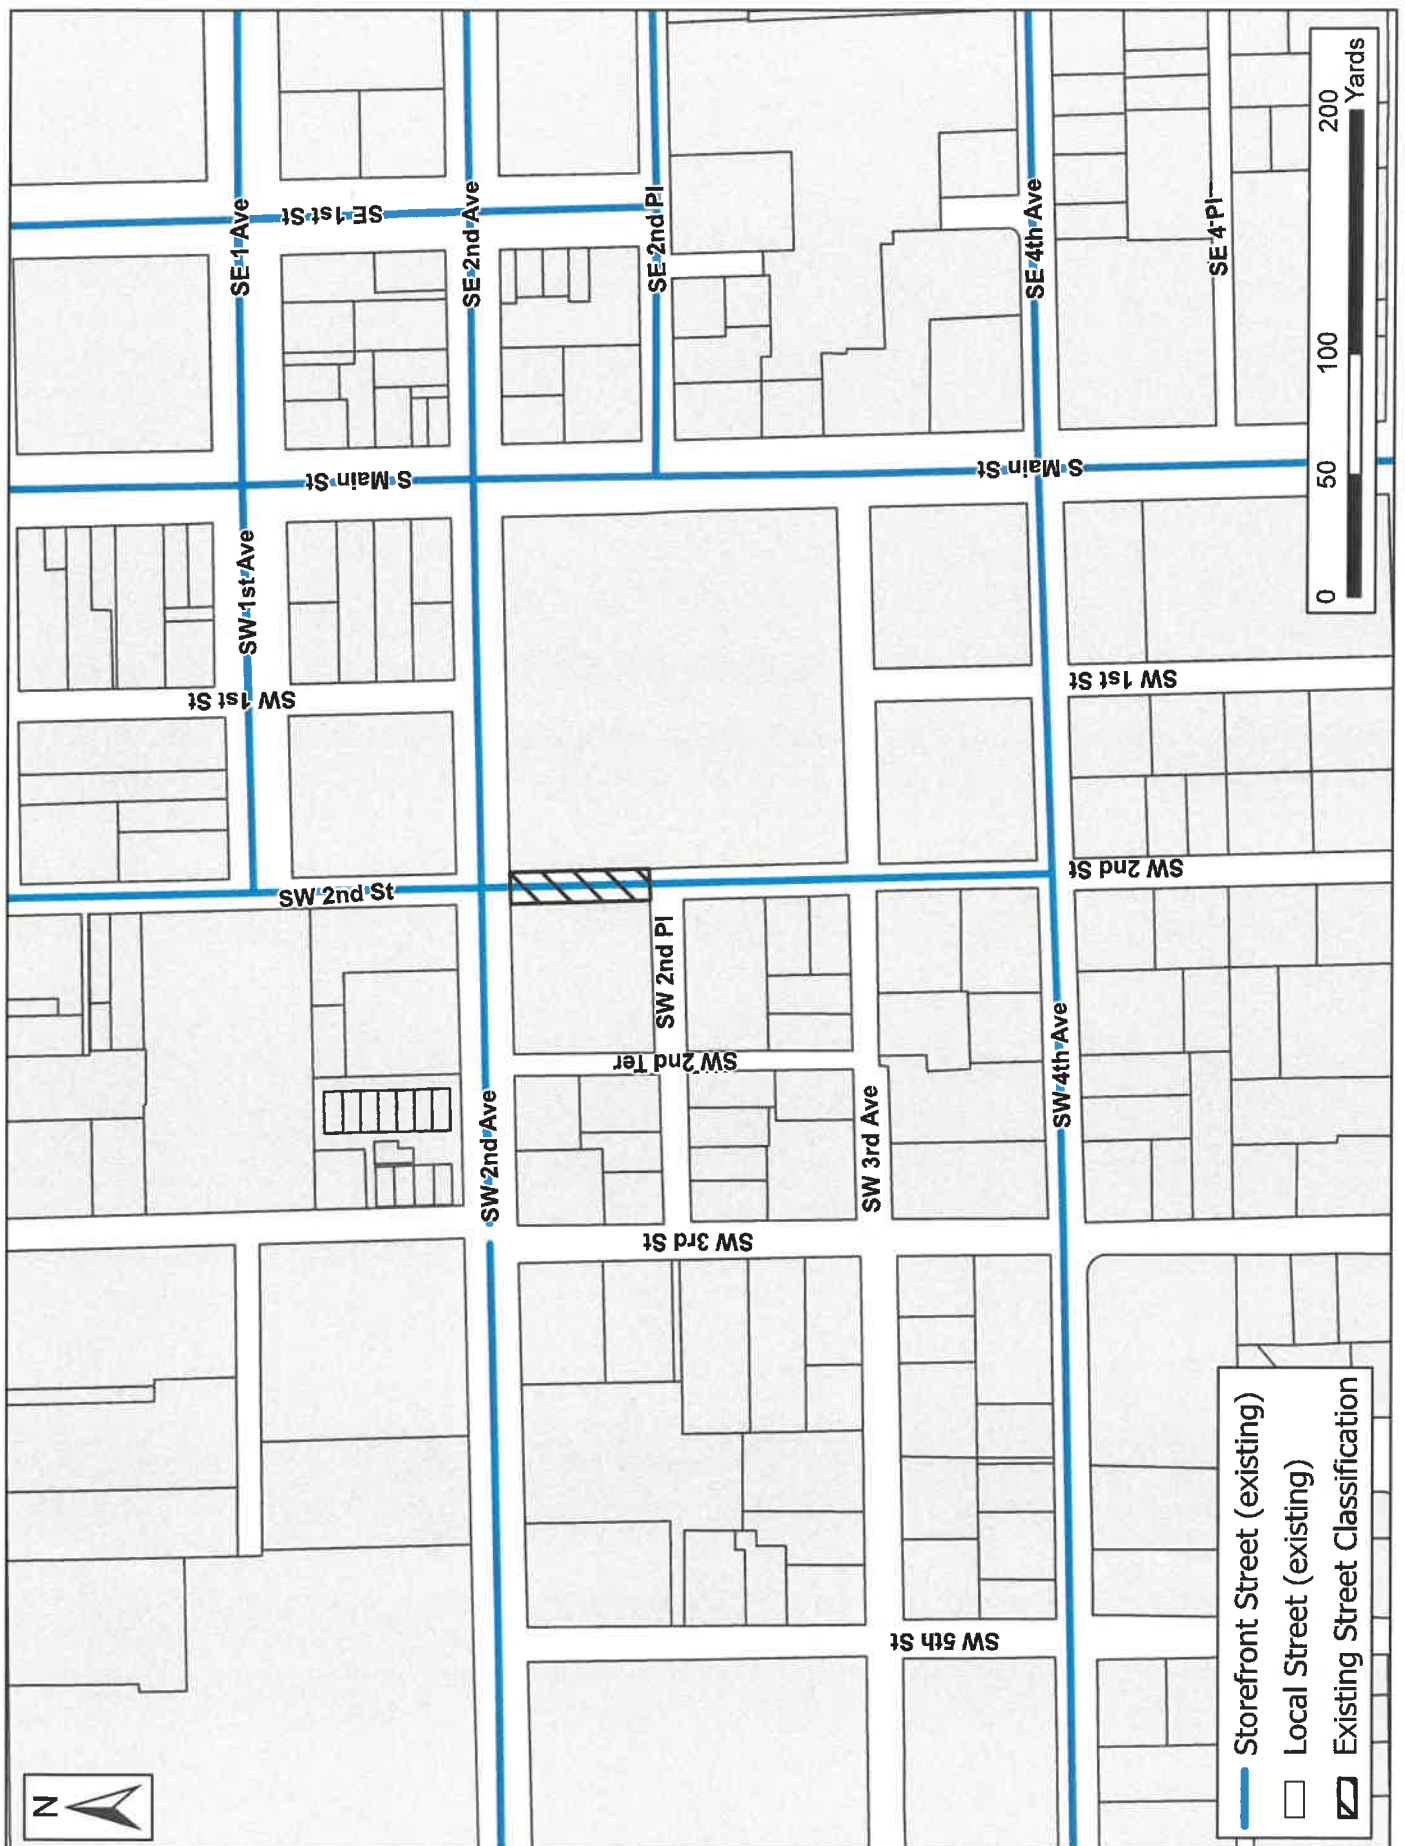 SE 1 Ave
SE 1st St
SE 2nd Ave
SE 2nd Pl
SE 4th Ave
SE 4 Pl
S Main St
S Main St
SW 1st Ave
SW 1st St
SW 1st St
SW 2nd St
SW 2nd St
SW 2nd Pl
SW 2nd Ter
SW 2nd Ave
SW 3rd Ave
SW 4th Ave
SW 3rd St
SW 5th St
0 50 100 200
Yards
N
Storefront Street (existing)
Local Street (existing)
Existing Street Classification